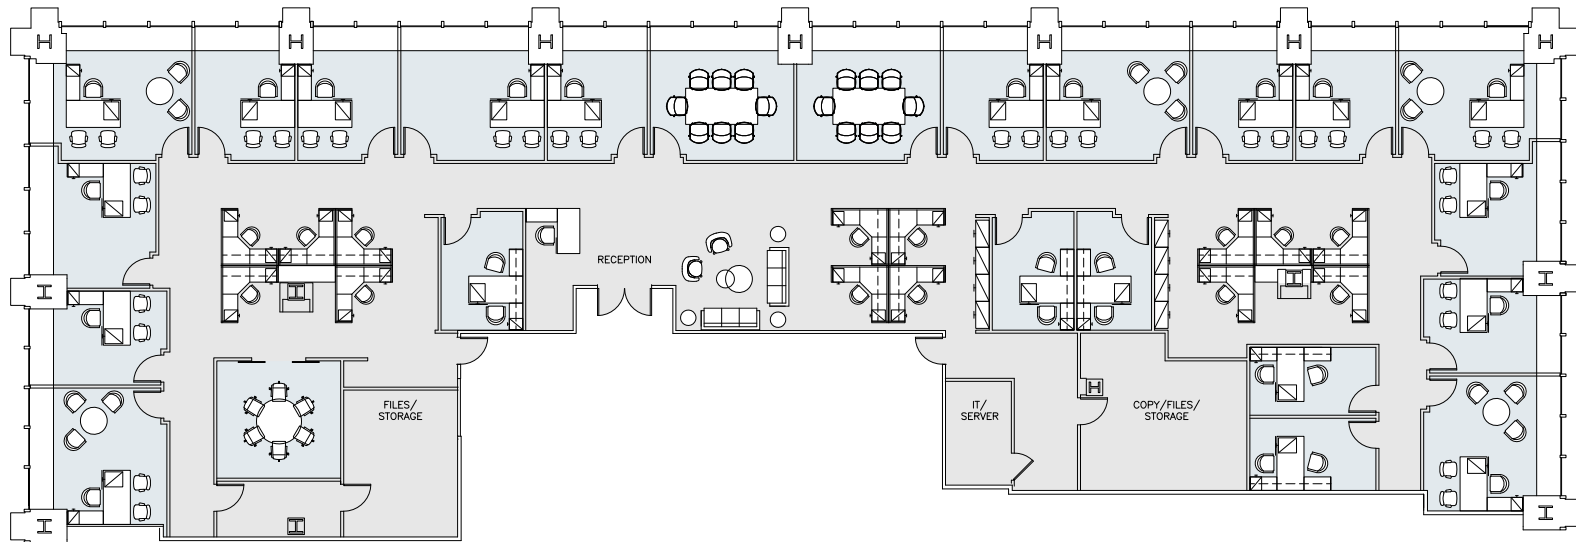 RECEPTION
FILES/
STORAGE
IT/
SERVER
COPY/FILES/
STORAGE